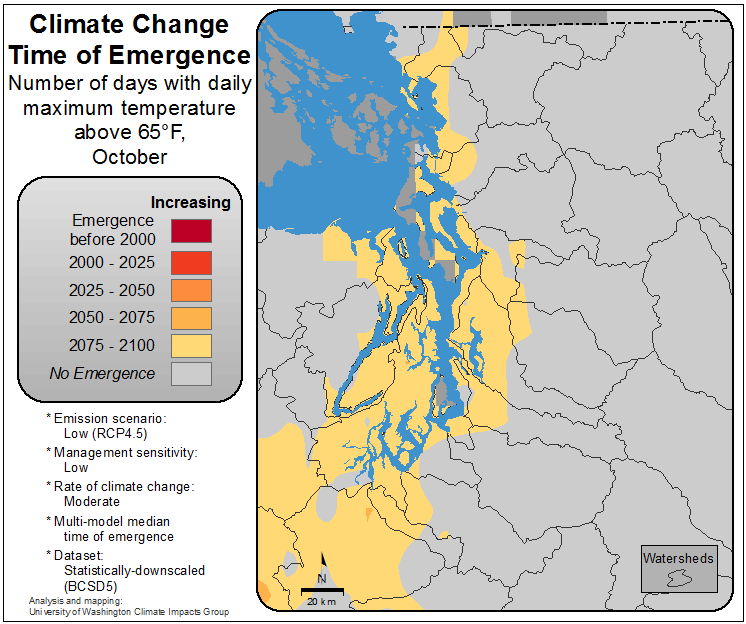 Climate Change
Time of Emergence
Number of days with daily
maximum temperature
above 65°F,
October
Increasing
Emergence
before 2000
2000 - 2025
2025 - 2050
2050 - 2075
2075 - 2100
No Emergence
* Emission scenario:
Low (RCP4.5)
* Management sensitivity:
Low
* Rate of climate change:
Moderate
* Multi-model median
time of emergence
* Dataset:
Statistically-downscaled
(BCSD5)
Analysis and mapping:
University of Washington Climate Impacts Group
N
20 km
Watersheds